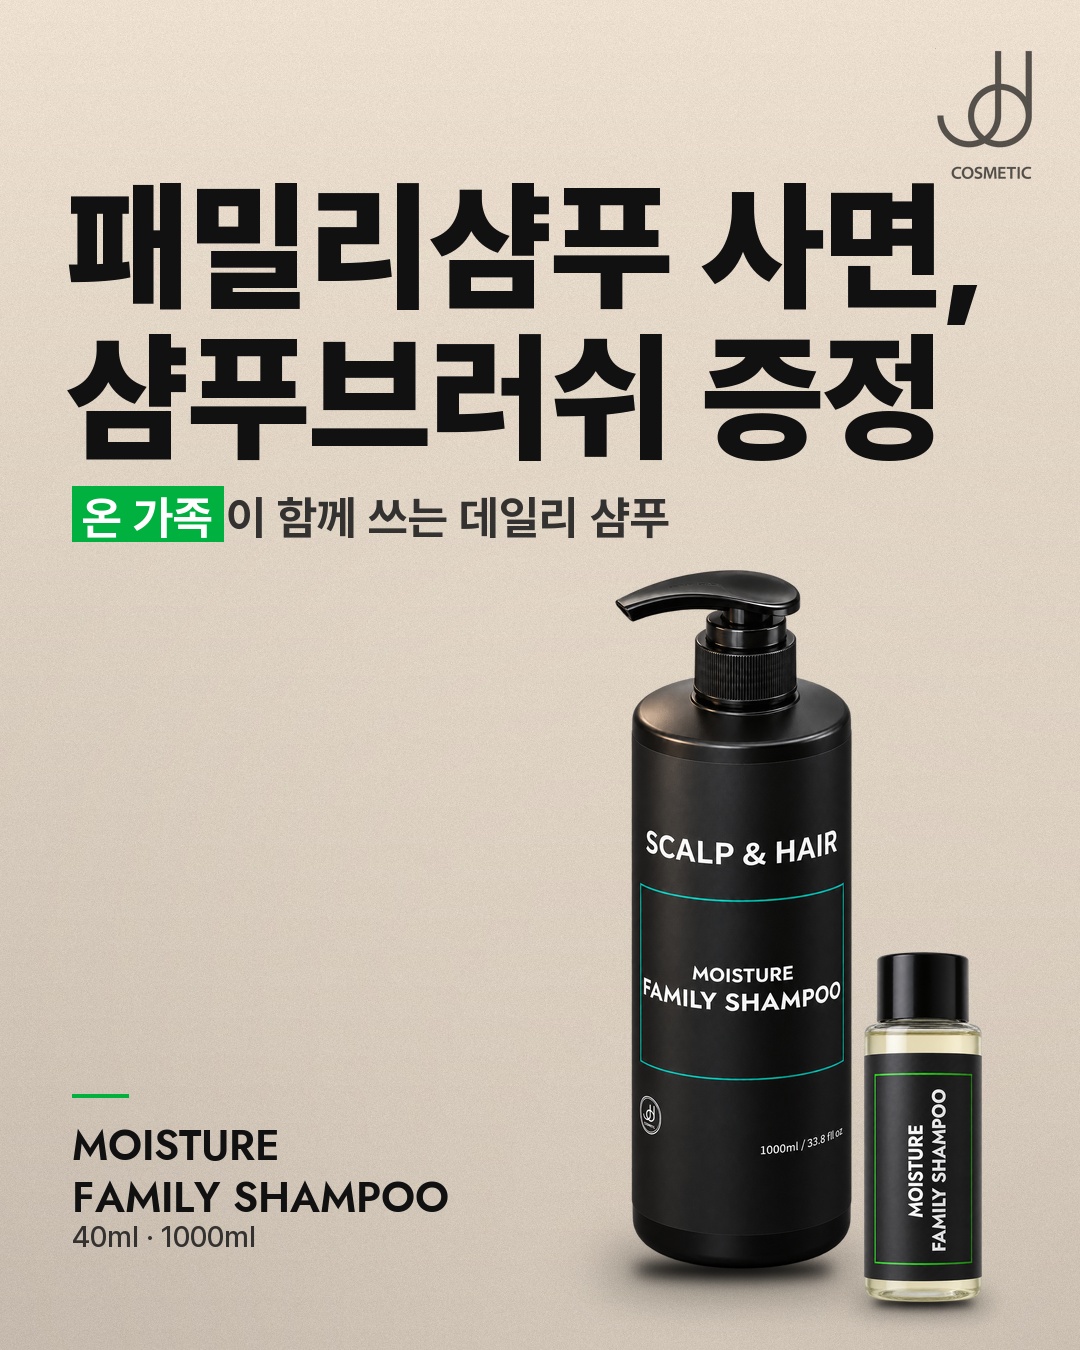 COSMETIC
패밀리샴푸 사면,
샴푸브러쉬 증정
온 가족이 함께 쓰는 데일리 샴푸
SCALP & HAIR
MOISTURE
FAMILY SHAMPOO
1000ml / 33.8 fll oz
MOISTURE
FAMILY SHAMPOO
MOISTURE
FAMILY SHAMPOO
40ml · 1000ml